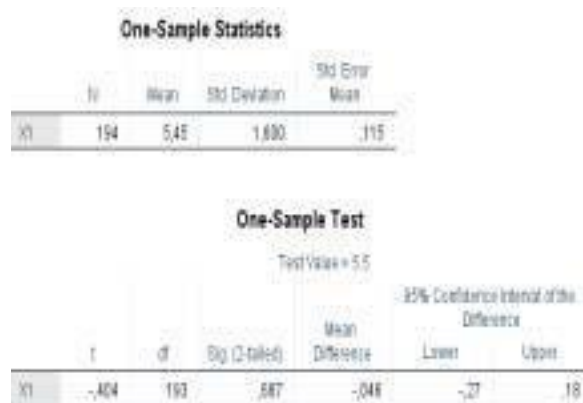 One-Sample Statistics
N Mean Std Deviation Std Error Mean
X1 194 5,45 1,600 ,115
One-Sample Test
Test Value = 5.5
t df Sig (2-tailed) Mean Difference 95% Confidence Interval of the Difference
Lower Upper
X1 -,404 193 -,046 -,27 ,18